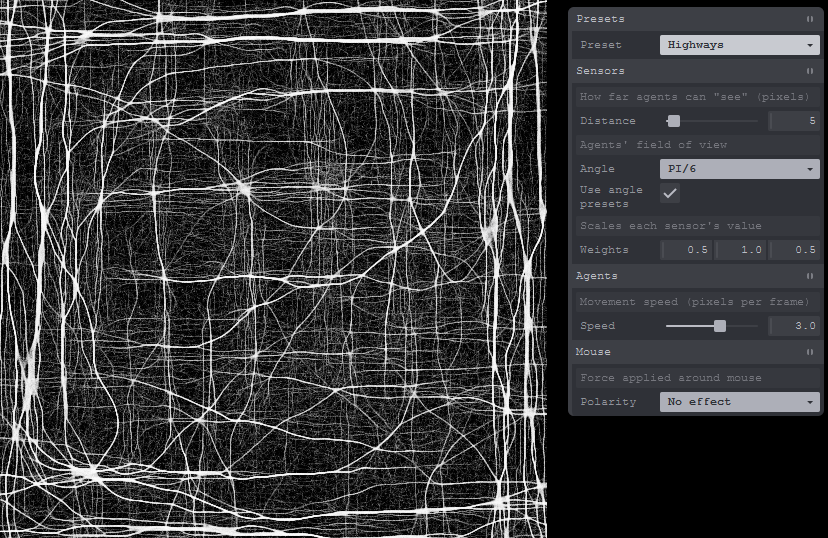 Presets
Preset Highways
Sensors
How far agents can "see" (pixels)
Distance 5
Agents' field of view
Angle PI/6
Use angle
presets
Scales each sensor's value
Weights 0.5 1.0 0.5
Agents
Movement speed (pixels per frame)
Speed 3.0
Mouse
Force applied around mouse
Polarity No effect